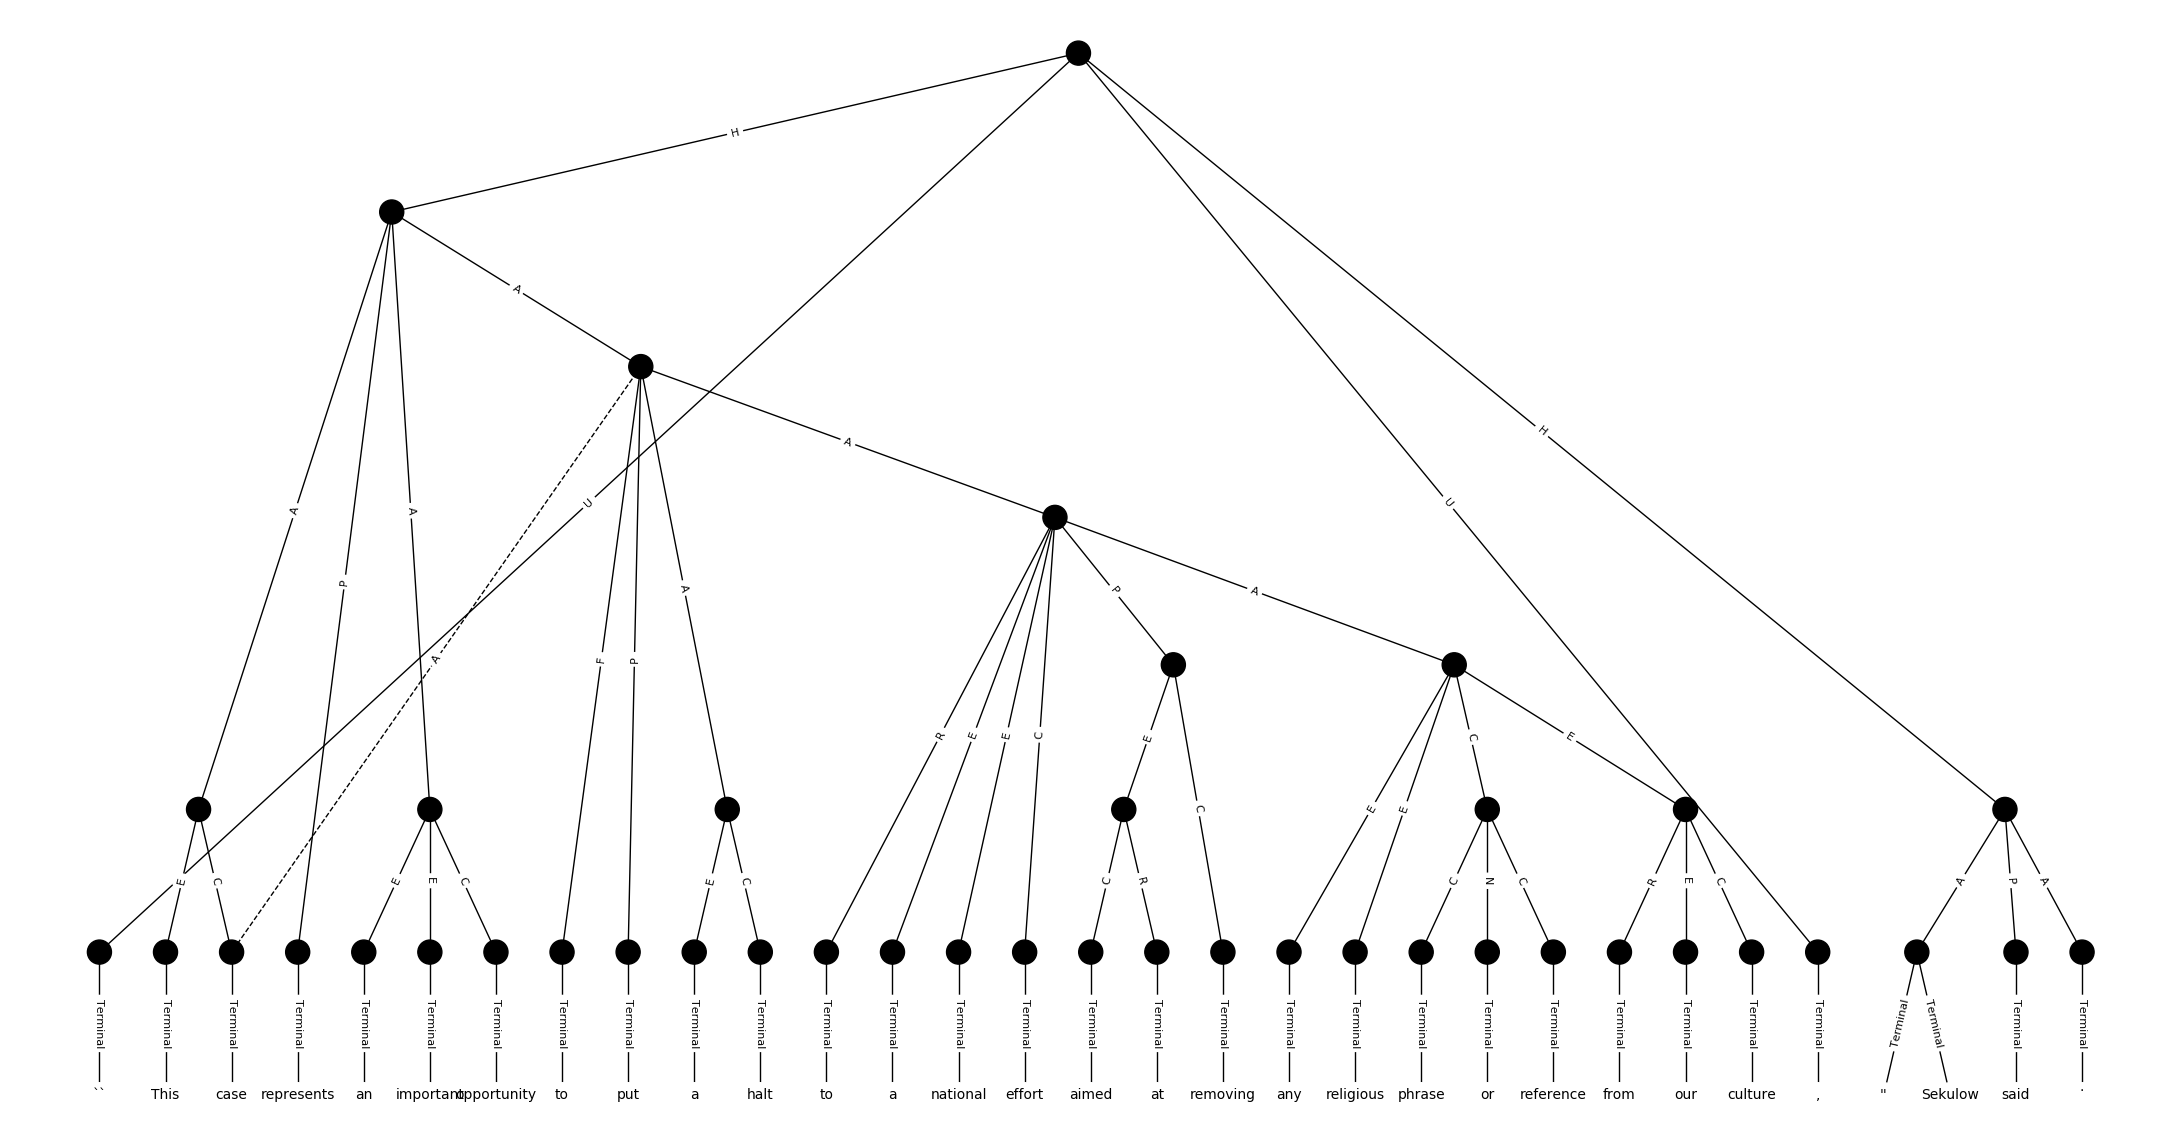 H
A
A
H
U
U
A
A
A
P
A
P
A
F
P
A
R
E
E
C
E
C
E
E
E
C
C
E
C
E
E
C
E
C
C
R
C
N
C
R
E
C
A
P
A
Terminal Terminal Terminal Terminal Terminal Terminal Terminal Terminal Terminal Terminal Terminal Terminal Terminal Terminal Terminal Terminal Terminal Terminal Terminal Terminal Terminal Terminal Terminal Terminal Terminal Terminal Terminal Terminal Terminal Terminal Terminal
`` This case represents an important opportunity to put a halt to a national effort aimed at removing any religious phrase or reference from our culture , " Sekulow said .